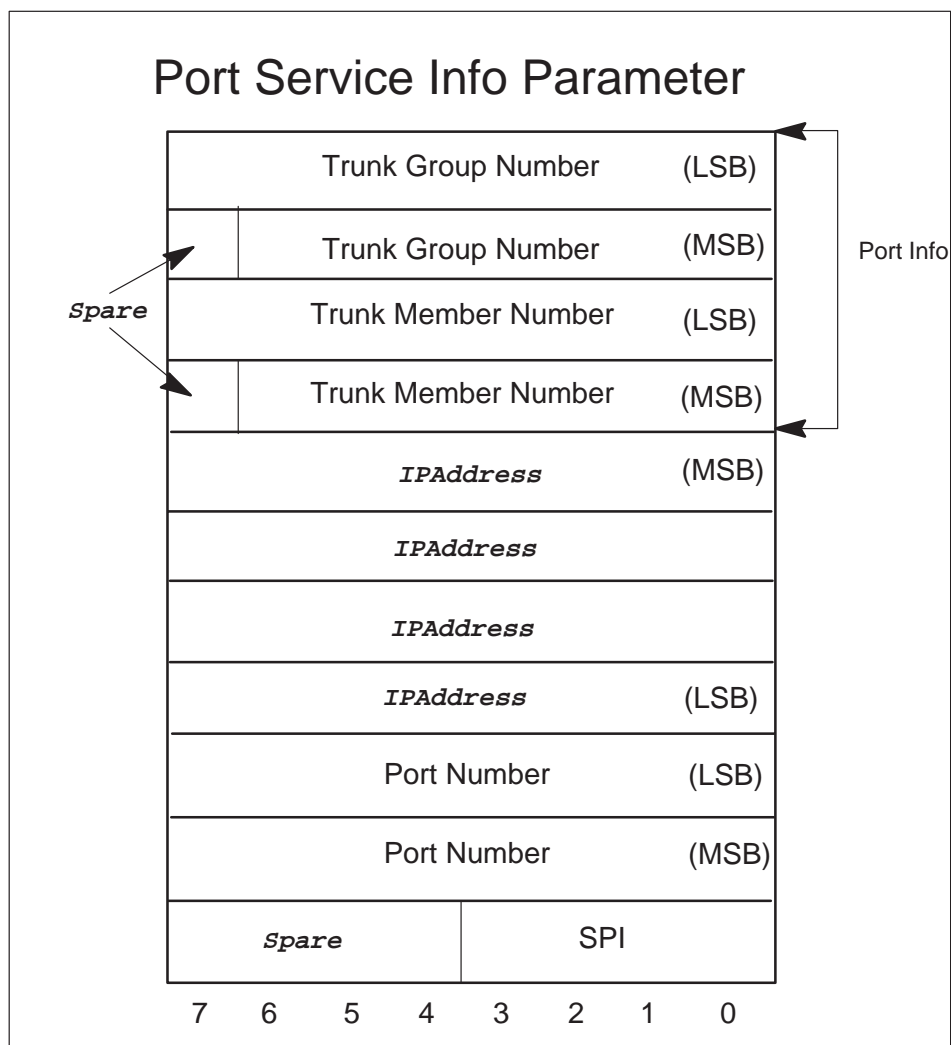 Port Service Info Parameter
Trunk Group Number (LSB)
Trunk Group Number (MSB)
Port Info
Spare
Trunk Member Number (LSB)
Trunk Member Number (MSB)
IPAddress (MSB)
IPAddress
IPAddress
IPAddress (LSB)
Port Number (LSB)
Port Number (MSB)
Spare SPI
7 6 5 4 3 2 1 0